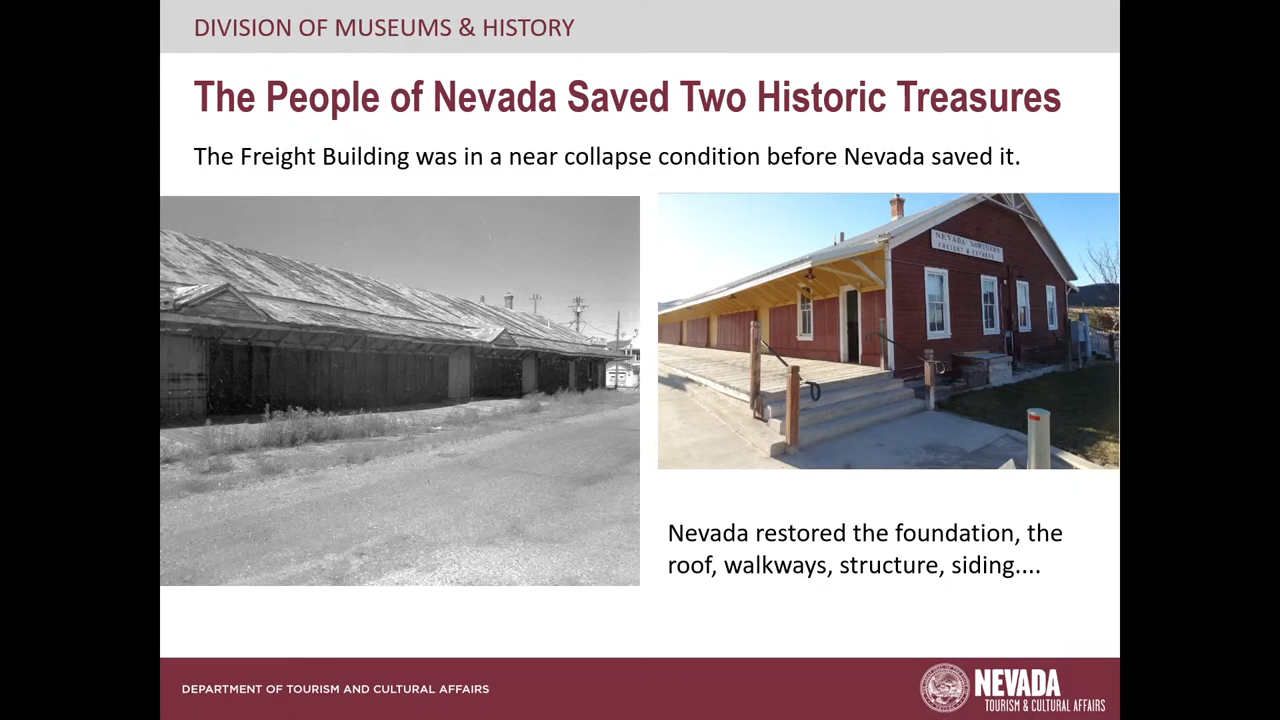 DIVISION OF MUSEUMS & HISTORY
The People of Nevada Saved Two Historic Treasures
The Freight Building was in a near collapse condition before Nevada saved it.
NEVADA NORTHERN
FREIGHT & EXPRESS
Nevada restored the foundation, the
roof, walkways, structure, siding....
DEPARTMENT OF TOURISM AND CULTURAL AFFAIRS
NEVADA
TOURISM & CULTURAL AFFAIRS